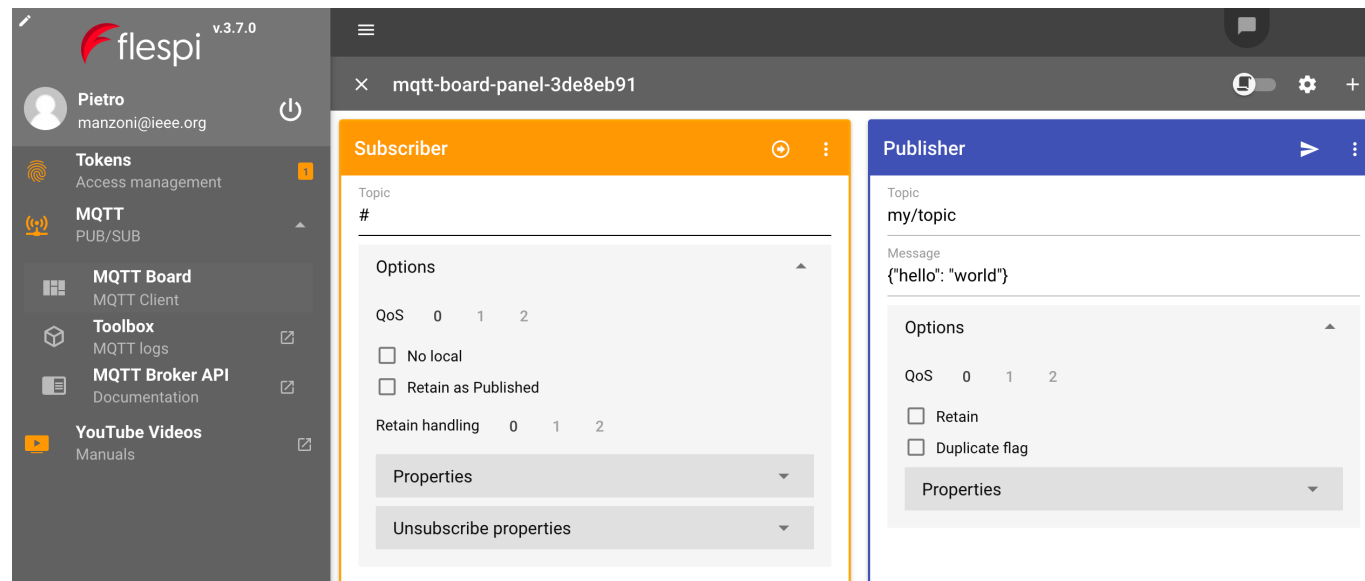 flespi v.3.7.0
Pietro
manzoni@ieee.org
Tokens
Access management
1
MQTT
PUB/SUB
MQTT Board
MQTT Client
Toolbox
MQTT logs
MQTT Broker API
Documentation
YouTube Videos
Manuals
mqtt-board-panel-3de8eb91
Subscriber
Topic
#
Options
QoS 0 1 2
No local
Retain as Published
Retain handling 0 1 2
Properties
Unsubscribe properties
Publisher
Topic
my/topic
Message
{"hello": "world"}
Options
QoS 0 1 2
Retain
Duplicate flag
Properties